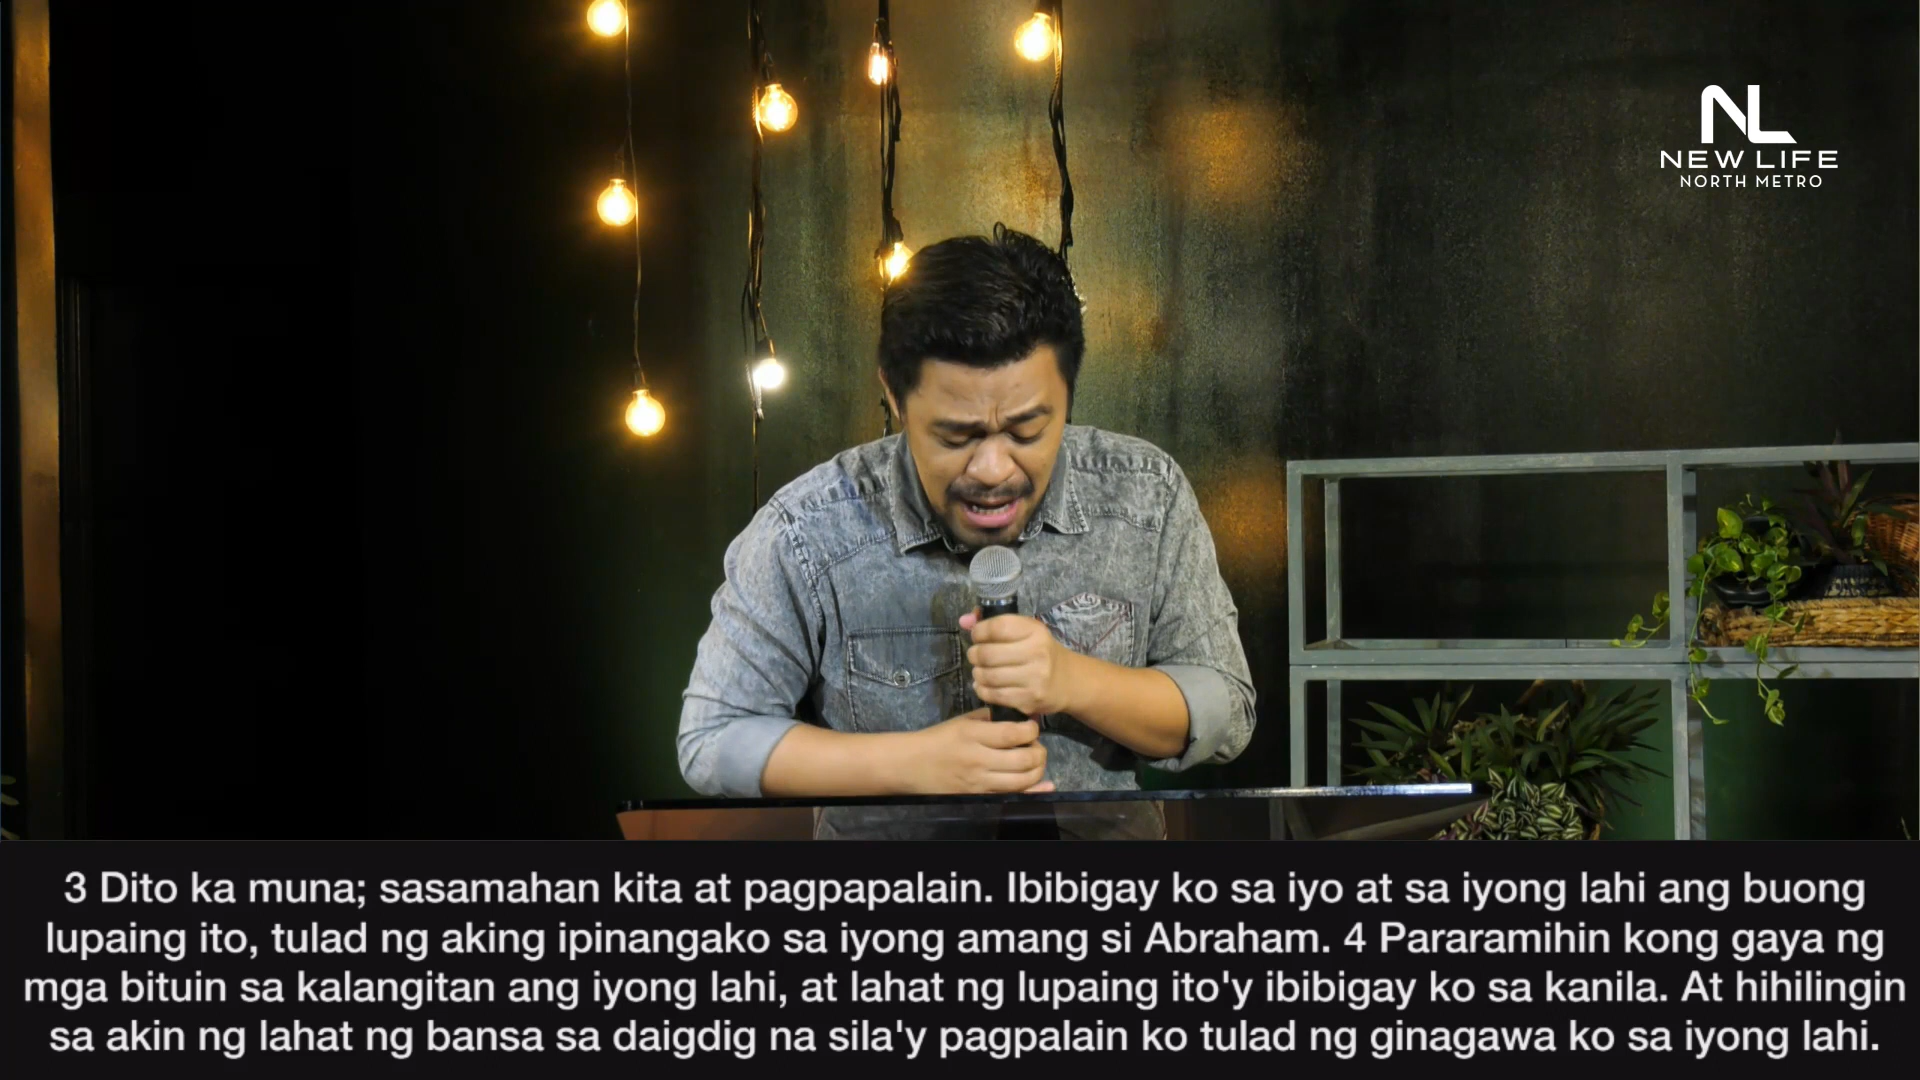 NL
NEW LIFE
NORTH METRO
3 Dito ka muna; sasamahan kita at pagpapalain. Ibibigay ko sa iyo at sa iyong lahi ang buong
lupaing ito, tulad ng aking ipinangako sa iyong amang si Abraham. 4 Pararamihin kong gaya ng
mga bituin sa kalangitan ang iyong lahi, at lahat ng lupaing ito'y ibibigay ko sa kanila. At hihilingin
sa akin ng lahat ng bansa sa daigdig na sila'y pagpalain ko tulad ng ginagawa ko sa iyong lahi.